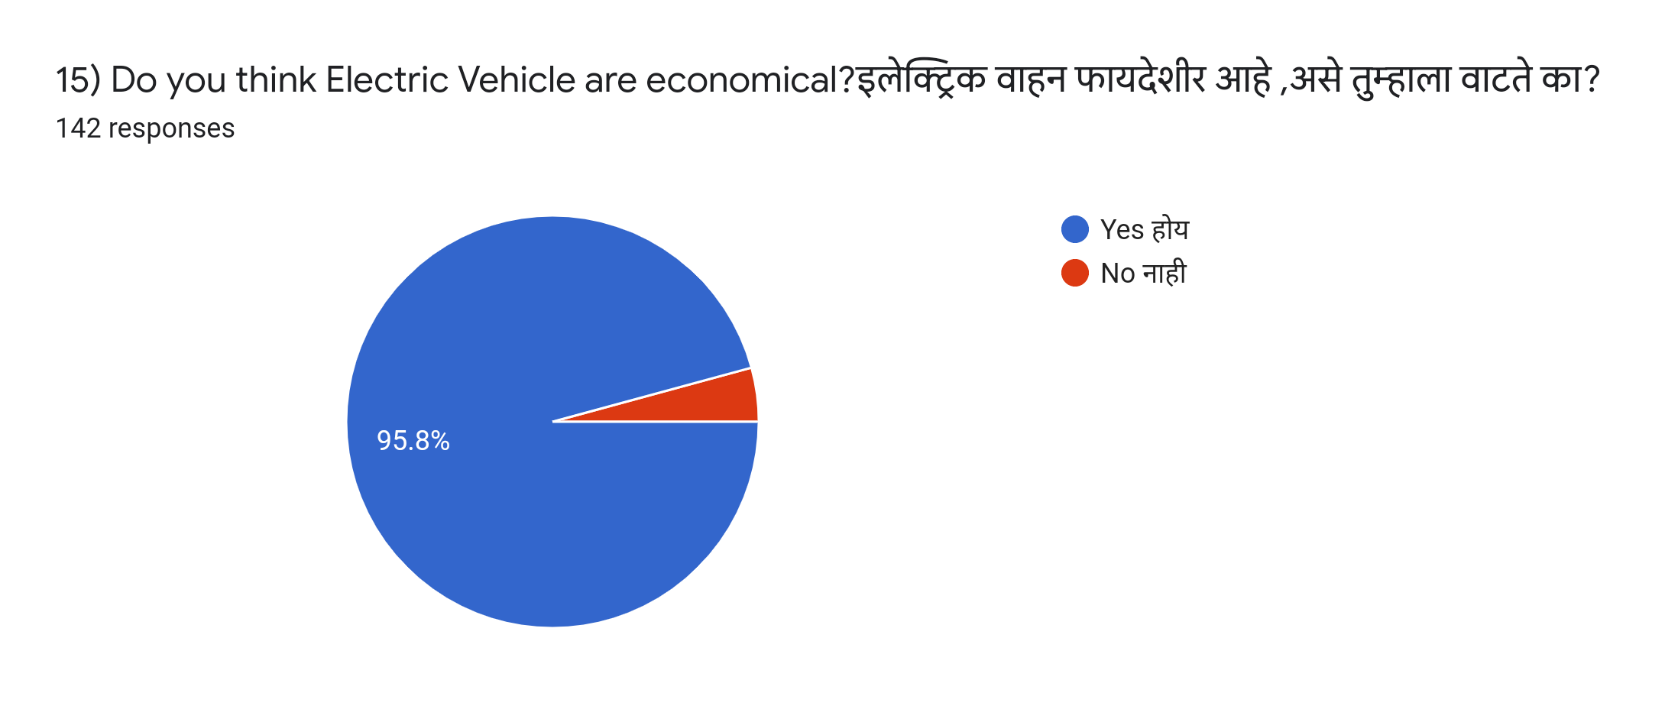 15) Do you think Electric Vehicle are economical?इलेक्ट्रिक वाहन फायदेशीर आहे ,असे तुम्हाला वाटते का?
142 responses
Yes होय
No नाही
95.8%